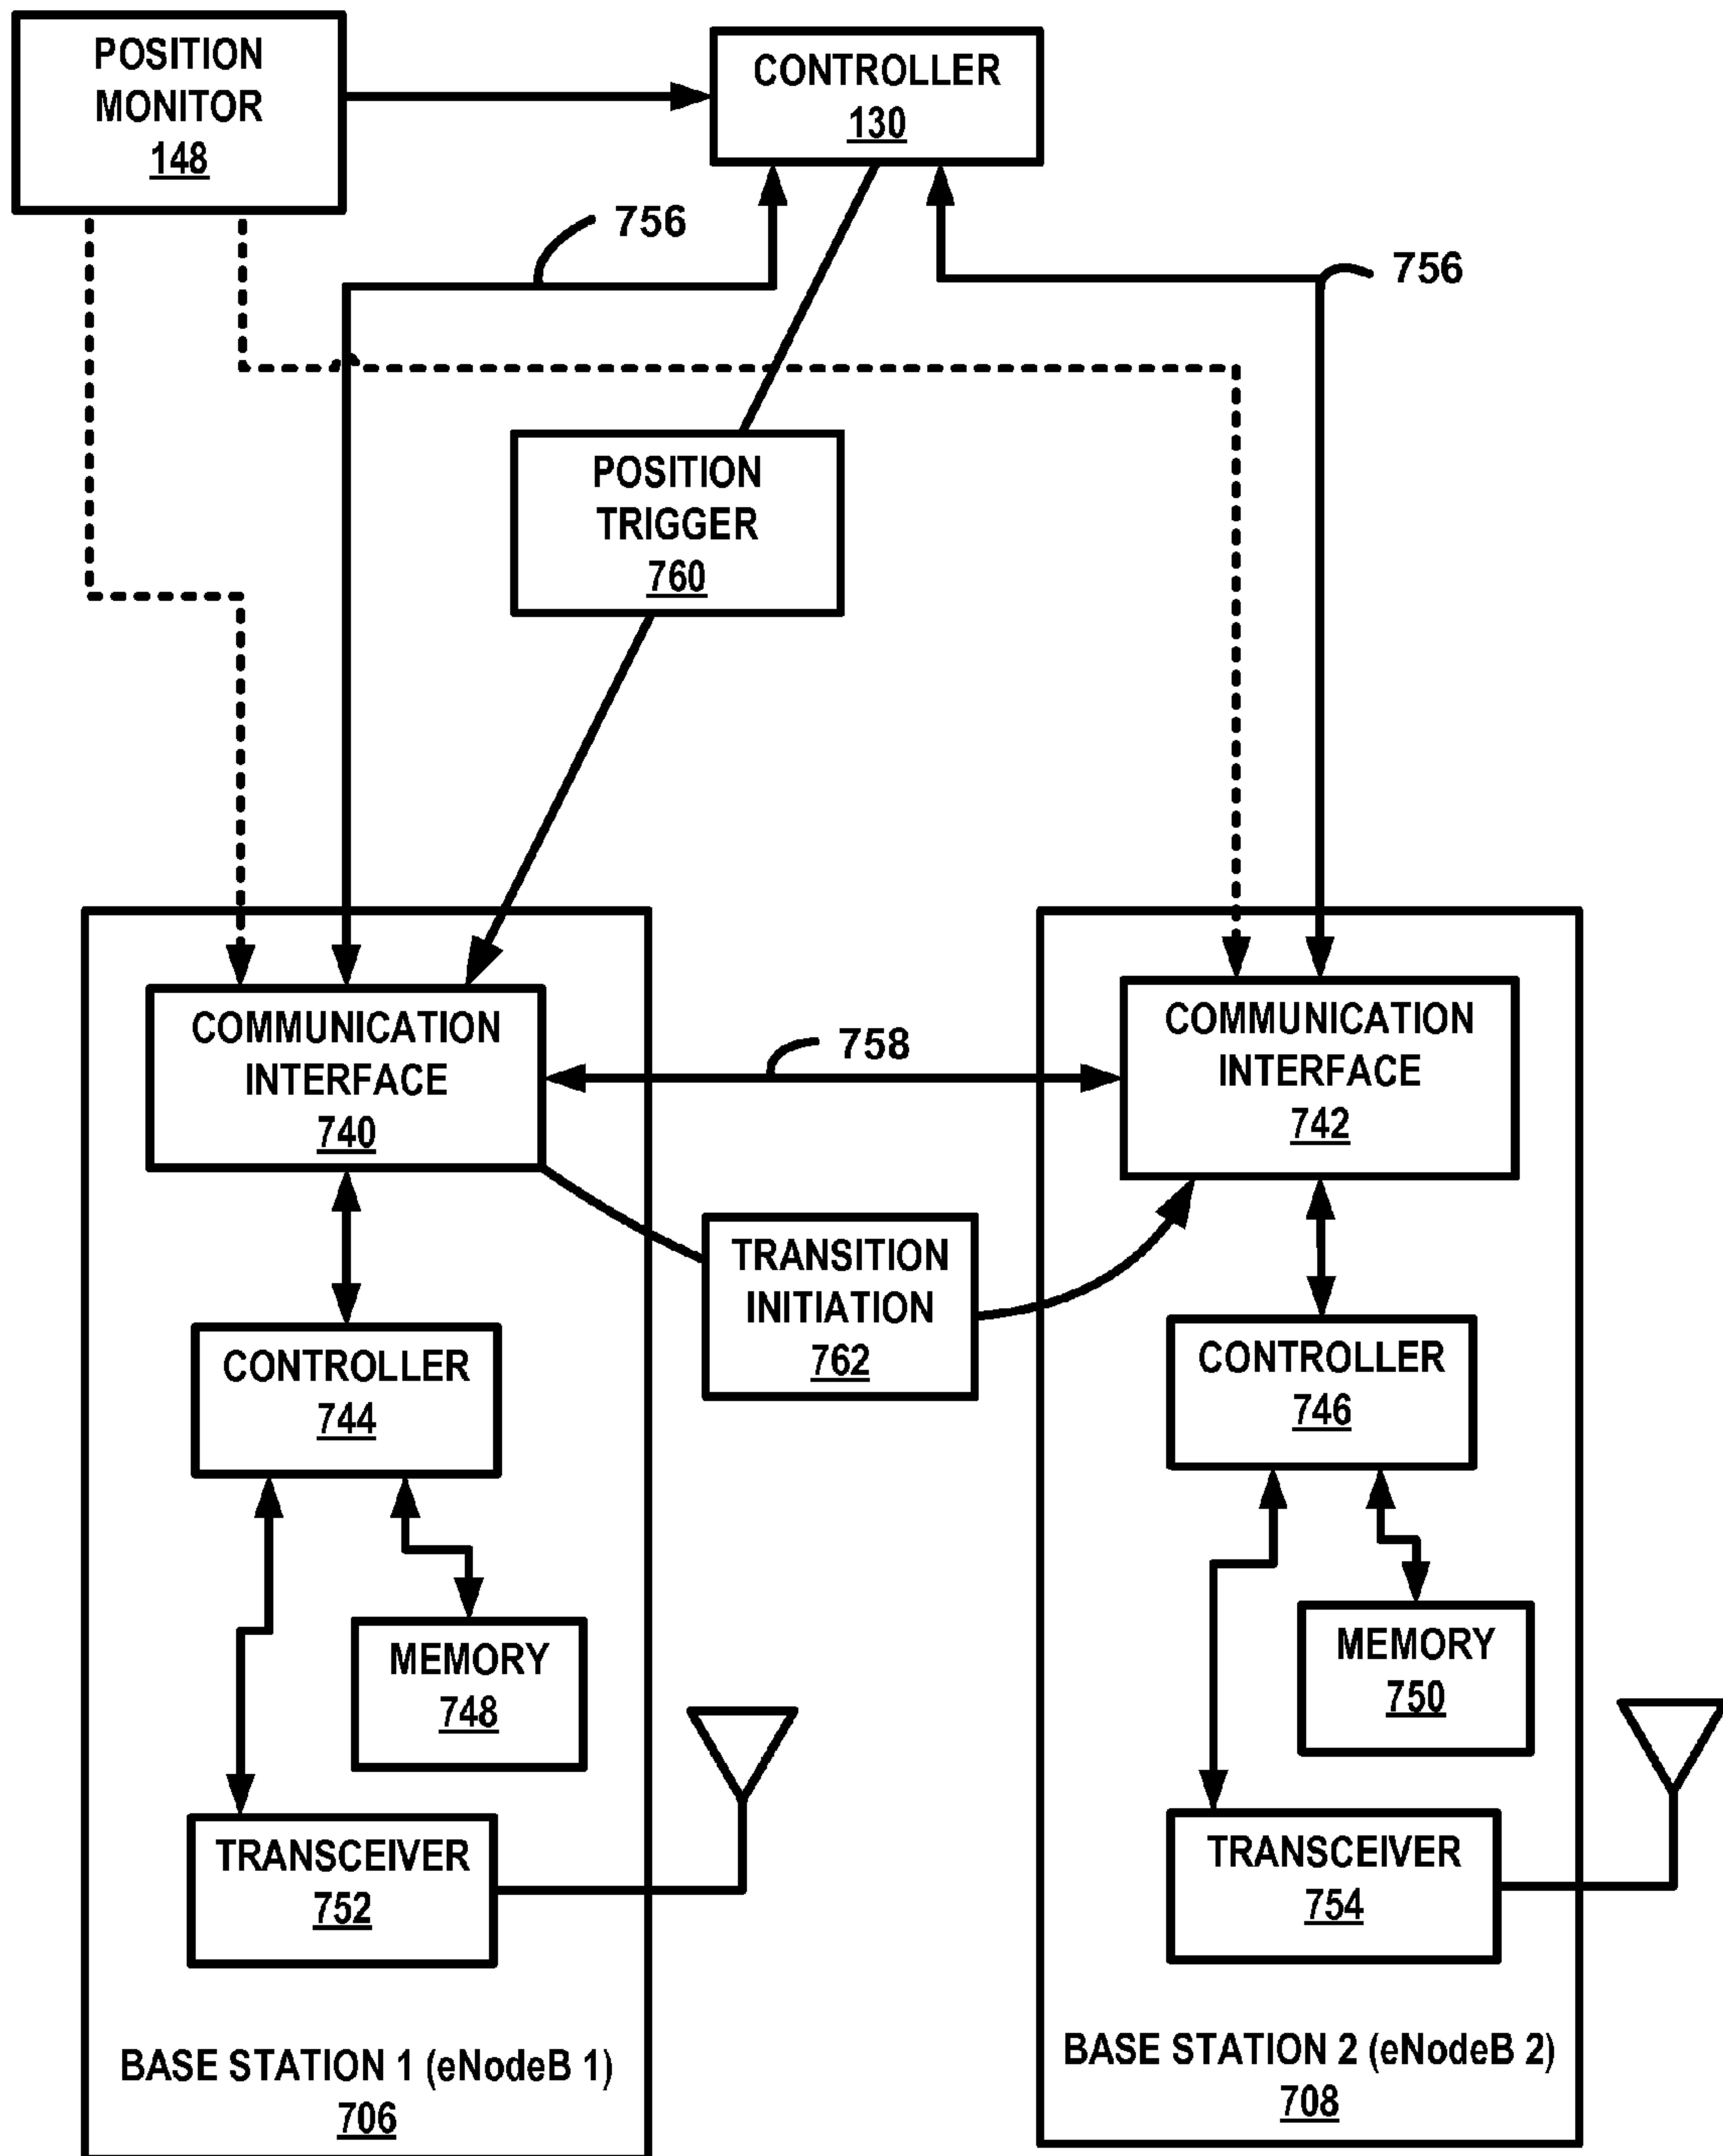 POSITION
MONITOR
148
CONTROLLER
130
756
756
POSITION
TRIGGER
760
COMMUNICATION
INTERFACE
740
758
COMMUNICATION
INTERFACE
742
TRANSITION
INITIATION
762
CONTROLLER
744
CONTROLLER
746
MEMORY
748
MEMORY
750
TRANSCEIVER
752
TRANSCEIVER
754
BASE STATION 1 (eNodeB 1)
706
BASE STATION 2 (eNodeB 2)
708